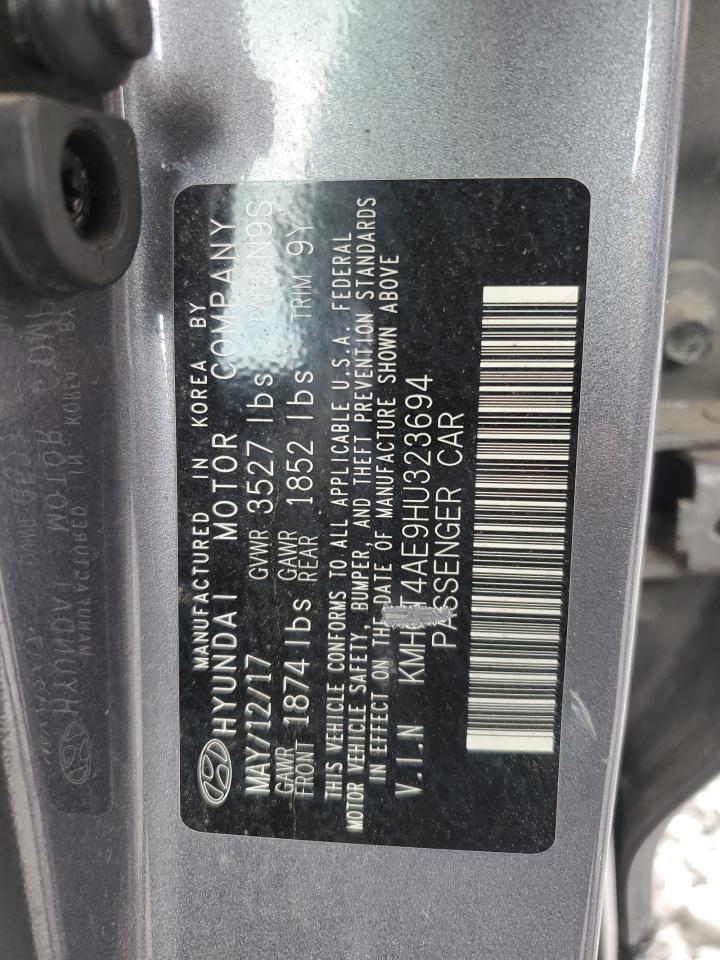 MANUFACTURED IN KOREA BY
HYUNDAI MOTOR COMPANY
MAY/12/17 GVWR 3527 lbs PAINT N9S
GAWR FRONT 1874 lbs GAWR REAR 1852 lbs TRIM 9Y
THIS VEHICLE CONFORMS TO ALL APPLICABLE U.S.A. FEDERAL
MOTOR VEHICLE SAFETY, BUMPER, AND THEFT PREVENTION STANDARDS
IN EFFECT ON THE DATE OF MANUFACTURE SHOWN ABOVE
V.I.N KMH T4AE9HU323694
PASSENGER CAR